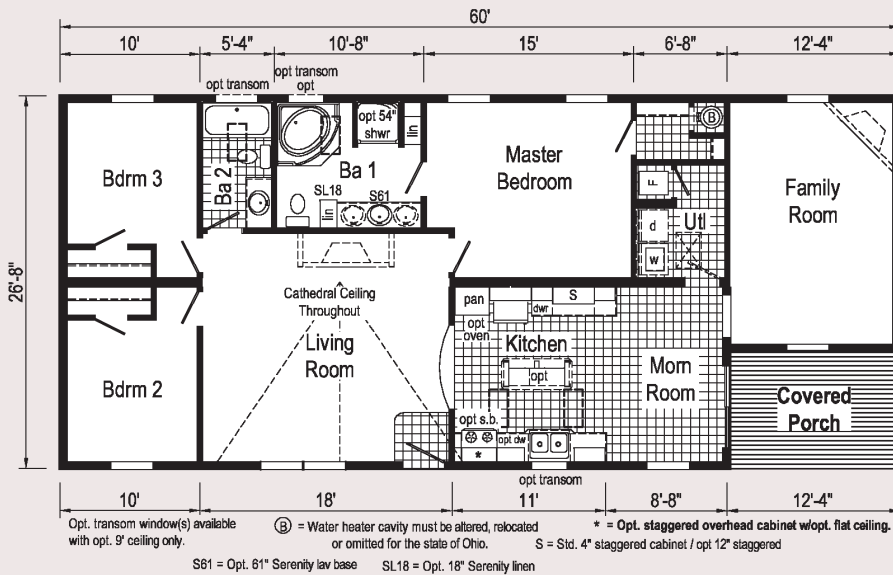 60'
10'
5'-4"
10'-8"
15'
6'-8"
12'-4"
opt transom
opt transom
opt
26'-8"
Bdrm 3
Ba 2
opt 54"
shwr
lin
Ba 1
SL18
S61
lin
Master
Bedroom
B
F
d
w
Utl
Family
Room
Cathedral Ceiling
Throughout
Living
Room
Bdrm 2
pan
opt
oven
dwr
S
Kitchen
opt
Morn
Room
opt s.b.
opt dw
*
Covered
Porch
opt transom
10'
18'
11'
8'-8"
12'-4"
Opt. transom window(s) available
with opt. 9' ceiling only.
B = Water heater cavity must be altered, relocated
or omitted for the state of Ohio.
* = Opt. staggered overhead cabinet w/opt. flat ceiling.
S = Std. 4" staggered cabinet / opt 12" staggered
S61 = Opt. 61" Serenity lav base
SL18 = Opt. 18" Serenity linen